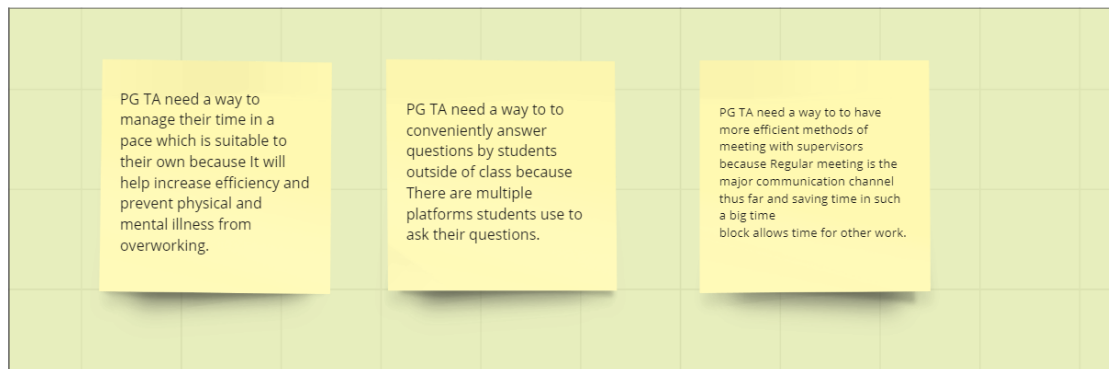 PG TA need a way to
manage their time in a
pace which is suitable to
their own because It will
help increase efficiency and
prevent physical and
mental illness from
overworking.
PG TA need a way to to
conveniently answer
questions by students
outside of class because
There are multiple
platforms students use to
ask their questions.
PG TA need a way to to have
more efficient methods of
meeting with supervisors
because Regular meeting is the
major communication channel
thus far and saving time in such
a big time
block allows time for other work.